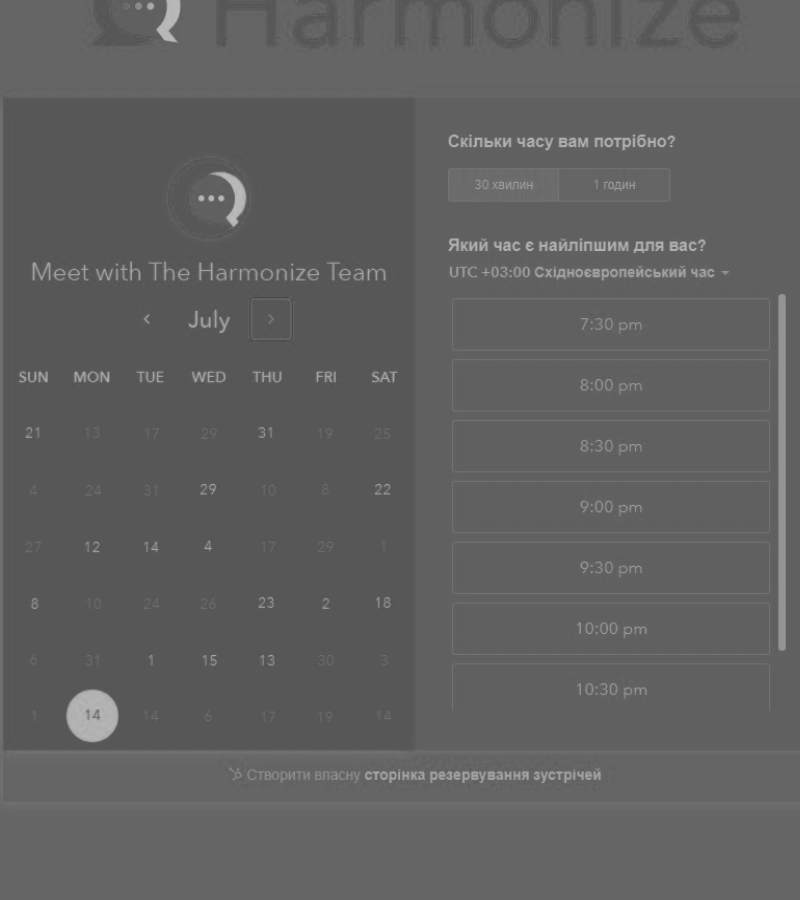 Harmonize
Meet with The Harmonize Team
July
SUN MON TUE WED THU FRI SAT
21 13 17 29 31 19 25
4 24 31 29 10 8 22
27 12 14 4 17 29 1
8 10 24 26 23 2 18
6 31 1 15 13 30 3
1 14 14 6 17 19 14
Скільки часу вам потрібно?
30 хвилин 1 годин
Який час є найліпшим для вас?
UTC +03:00 Східноєвропейський час
7:30 pm
8:00 pm
8:30 pm
9:00 pm
9:30 pm
10:00 pm
10:30 pm
Створити власну сторінка резервування зустрічей